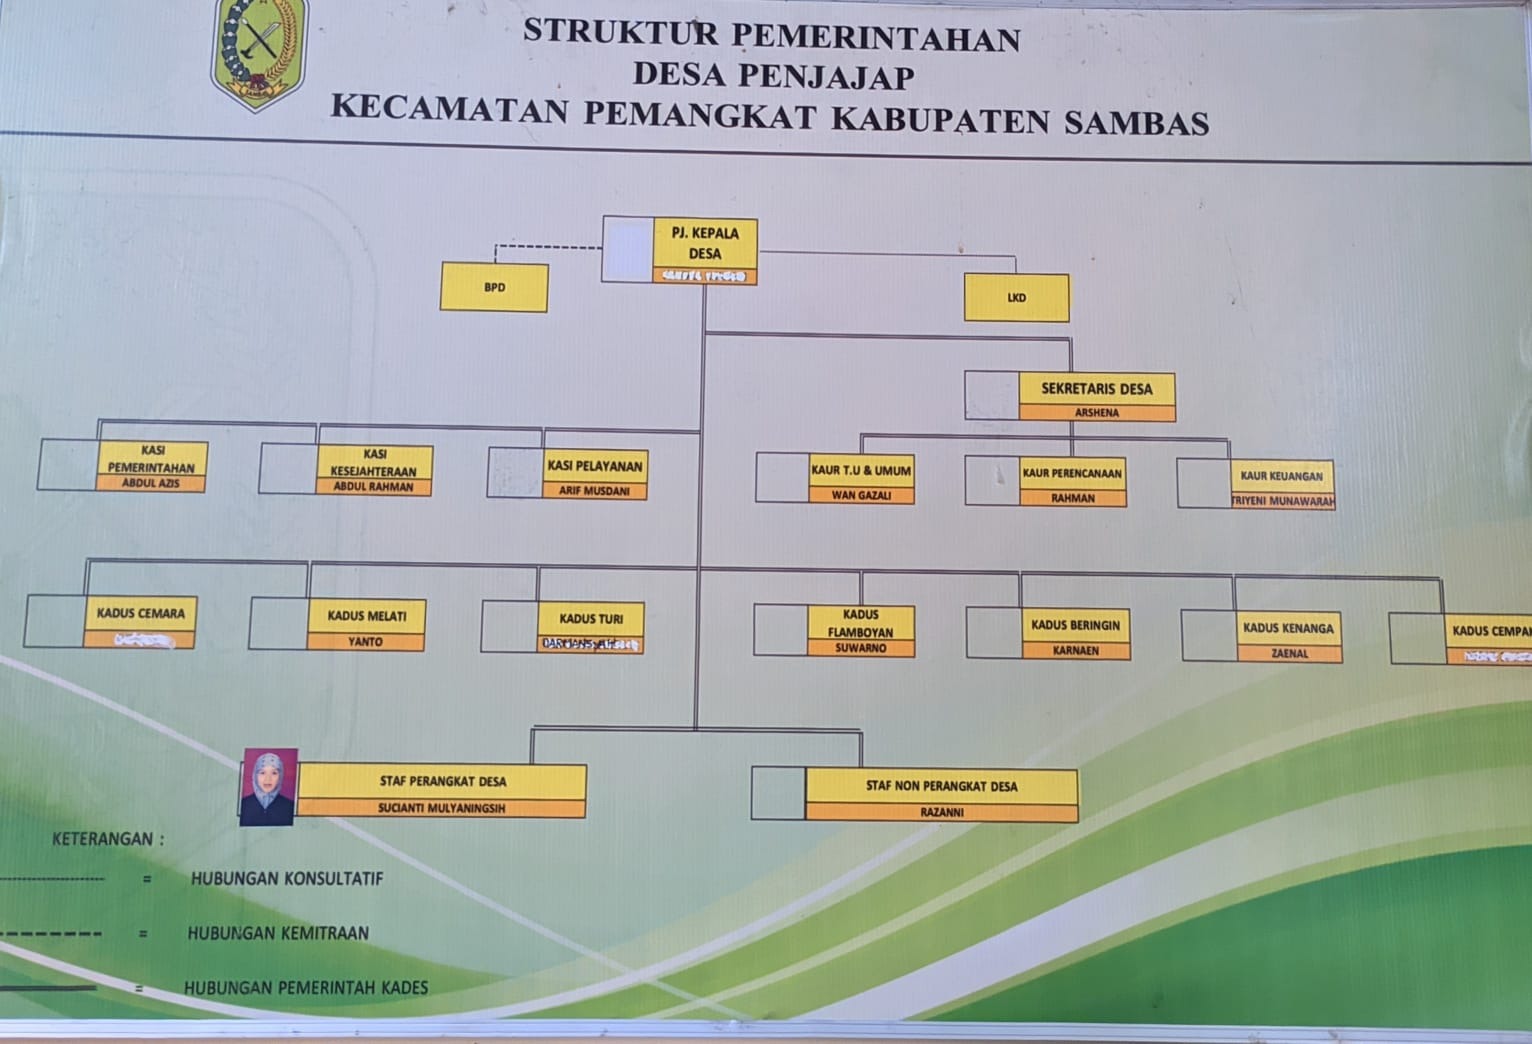 STRUKTUR PEMERINTAHAN
DESA PENJAJAP
KECAMATAN PEMANGKAT KABUPATEN SAMBAS
PJ. KEPALA
DESA
BPD
LKD
SEKRETARIS DESA
ARSHENA
KASI
PEMERINTAHAN
ABDUL AZIS
KASI
KESEJAHTERAAN
ABDUL RAHMAN
KASI PELAYANAN
ARIF MUSDANI
KAUR T.U & UMUM
WAN GAZALI
KAUR PERENCANAAN
RAHMAN
KAUR KEUANGAN
TRIYENI MUNAWARAH
KADUS CEMARA
KADUS MELATI
YANTO
KADUS TURI
DARMANSYAH
KADUS
FLAMBOYAN
SUWARNO
KADUS BERINGIN
KARNAEN
KADUS KENANGA
ZAENAL
KADUS CEMPA
STAF PERANGKAT DESA
SUCIANTI MULYANINGSIH
STAF NON PERANGKAT DESA
RAZANNI
KETERANGAN :
= HUBUNGAN KONSULTATIF
= HUBUNGAN KEMITRAAN
= HUBUNGAN PEMERINTAH KADES